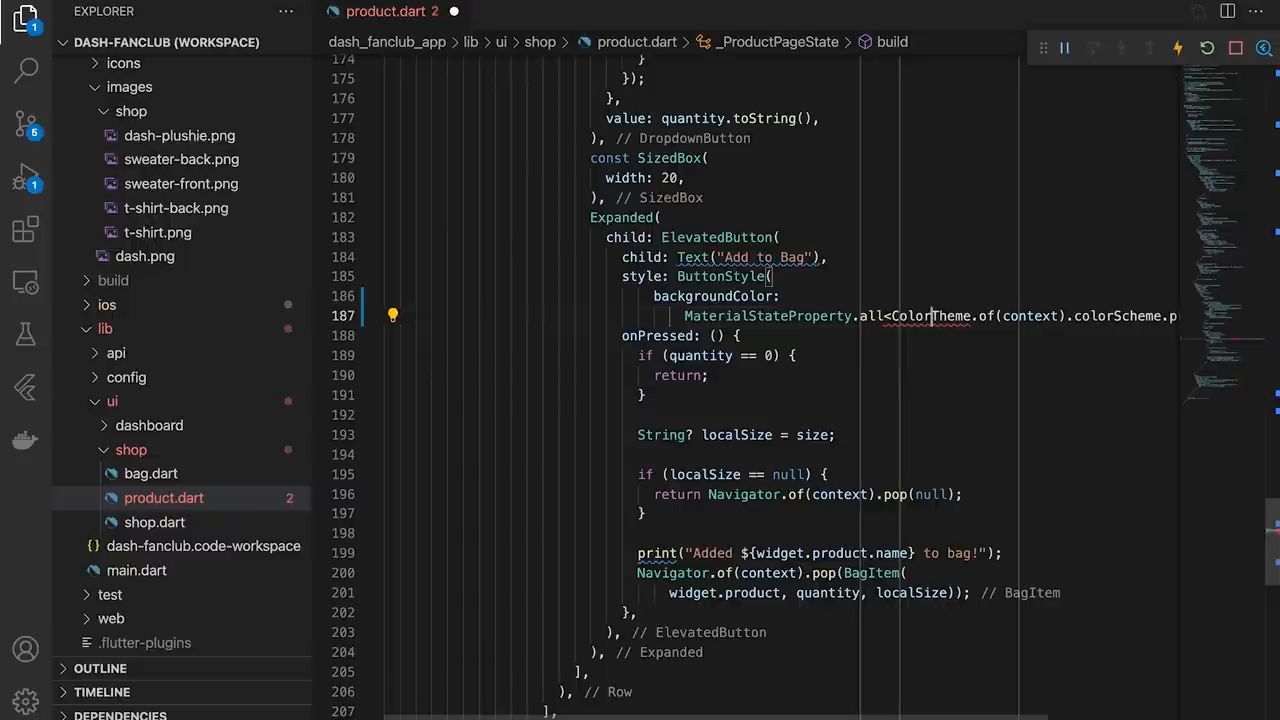 EXPLORER
product.dart 2
1
DASH-FANCLUB (WORKSPACE)
dash_fanclub_app > lib > ui > shop > product.dart > _ProductPageState > build
icons
images
shop
dash-plushie.png
sweater-back.png
sweater-front.png
t-shirt-back.png
t-shirt.png
dash.png
build
ios
lib
api
config
ui
dashboard
shop
bag.dart
product.dart 2
shop.dart
{} dash-fanclub.code-workspace
main.dart
test
web
.flutter-plugins
OUTLINE
TIMELINE
DEPENDENCIES
5
1
174 }
175 });
176 },
177 value: quantity.toString(),
178 ), // DropdownButton
179 const SizedBox(
180 width: 20,
181 ), // SizedBox
182 Expanded(
183 child: ElevatedButton(
184 child: Text("Add to Bag"),
185 style: ButtonStyle(
186 backgroundColor:
187 MaterialStateProperty.all<ColorTheme.of(context).colorScheme.p
188 onPressed: () {
189 if (quantity == 0) {
190 return;
191 }
192
193 String? localSize = size;
194
195 if (localSize == null) {
196 return Navigator.of(context).pop(null);
197 }
198
199 print("Added ${widget.product.name} to bag!");
200 Navigator.of(context).pop(BagItem(
201 widget.product, quantity, localSize)); // BagItem
202 },
203 ), // ElevatedButton
204 ), // Expanded
205 ],
206 ), // Row
207 ],